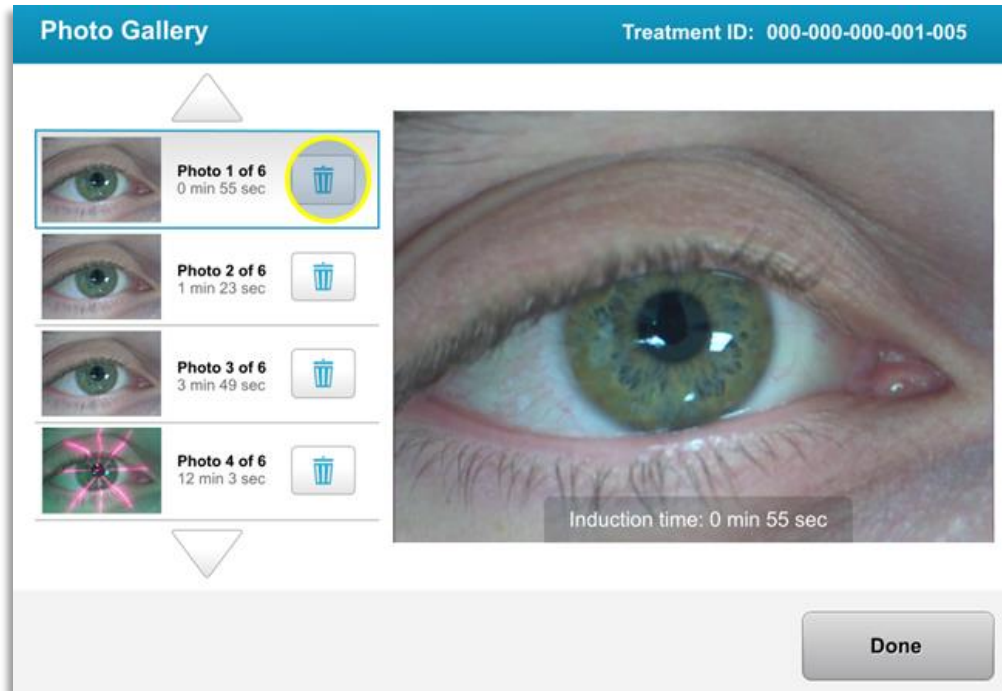 Photo Gallery
Treatment ID: 000-000-000-001-005
Photo 1 of 6
0 min 55 sec
Photo 2 of 6
1 min 23 sec
Photo 3 of 6
3 min 49 sec
Photo 4 of 6
12 min 3 sec
Induction time: 0 min 55 sec
Done